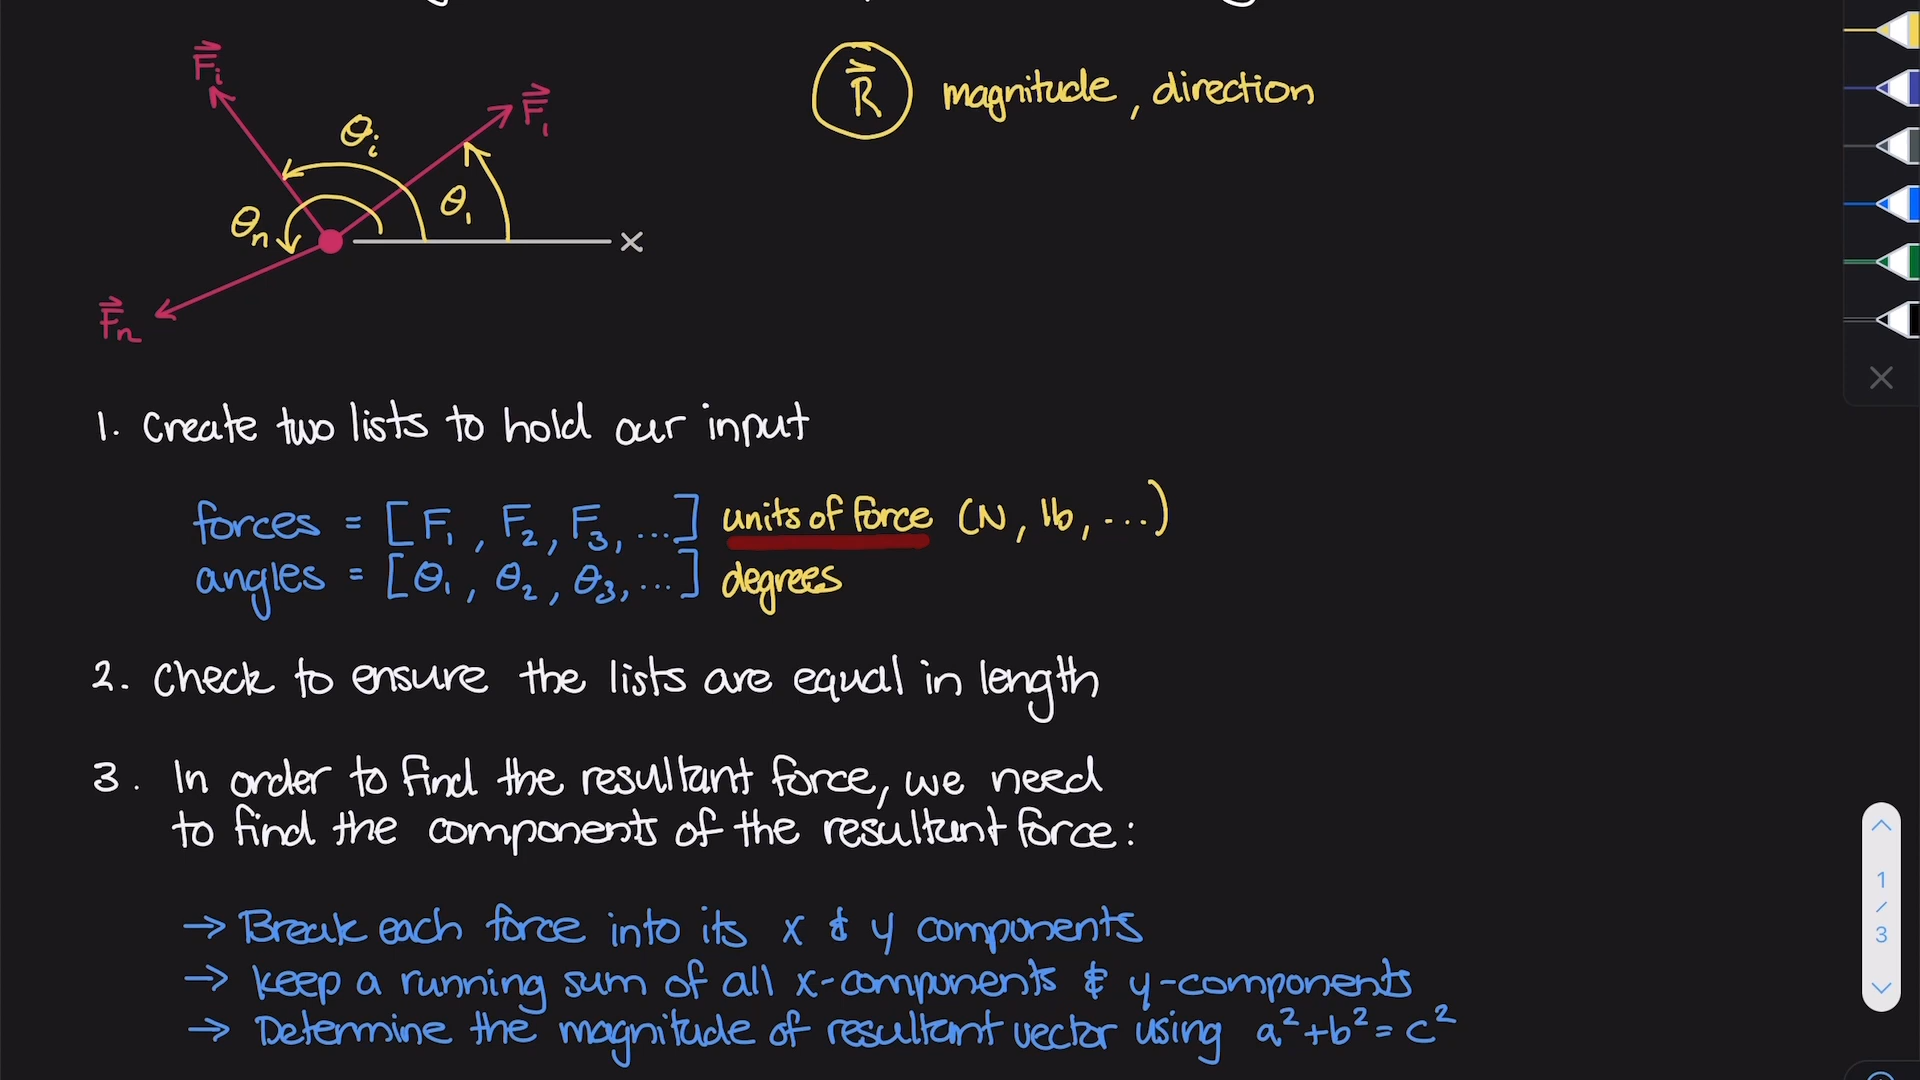 F⃗ᵢ
F⃗₁
θᵢ
θ₁
θₙ
x
F⃗ₙ
R⃗ magnitude, direction
1. Create two lists to hold our input
forces = [F₁, F₂, F₃, ...] units of force (N, lb, ...)
angles = [θ₁, θ₂, θ₃, ...] degrees
2. Check to ensure the lists are equal in length
3. In order to find the resultant force, we need
to find the components of the resultant force:
→ Break each force into its x & y components
→ keep a running sum of all x-components & y-components
→ Determine the magnitude of resultant vector using a²+b²=c²
1
/
3